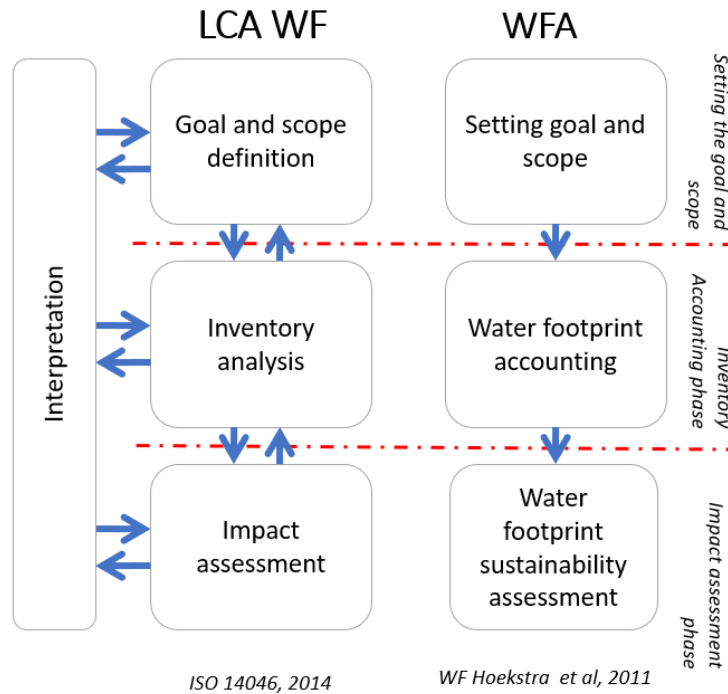 LCA WF
WFA
Interpretation
Goal and scope
definition
Setting goal and
scope
Setting the goal and
scope
Inventory
analysis
Water footprint
accounting
Inventory
Accounting phase
Impact
assessment
Water
footprint
sustainability
assessment
Impact assessment
phase
ISO 14046, 2014
WF Hoekstra et al, 2011